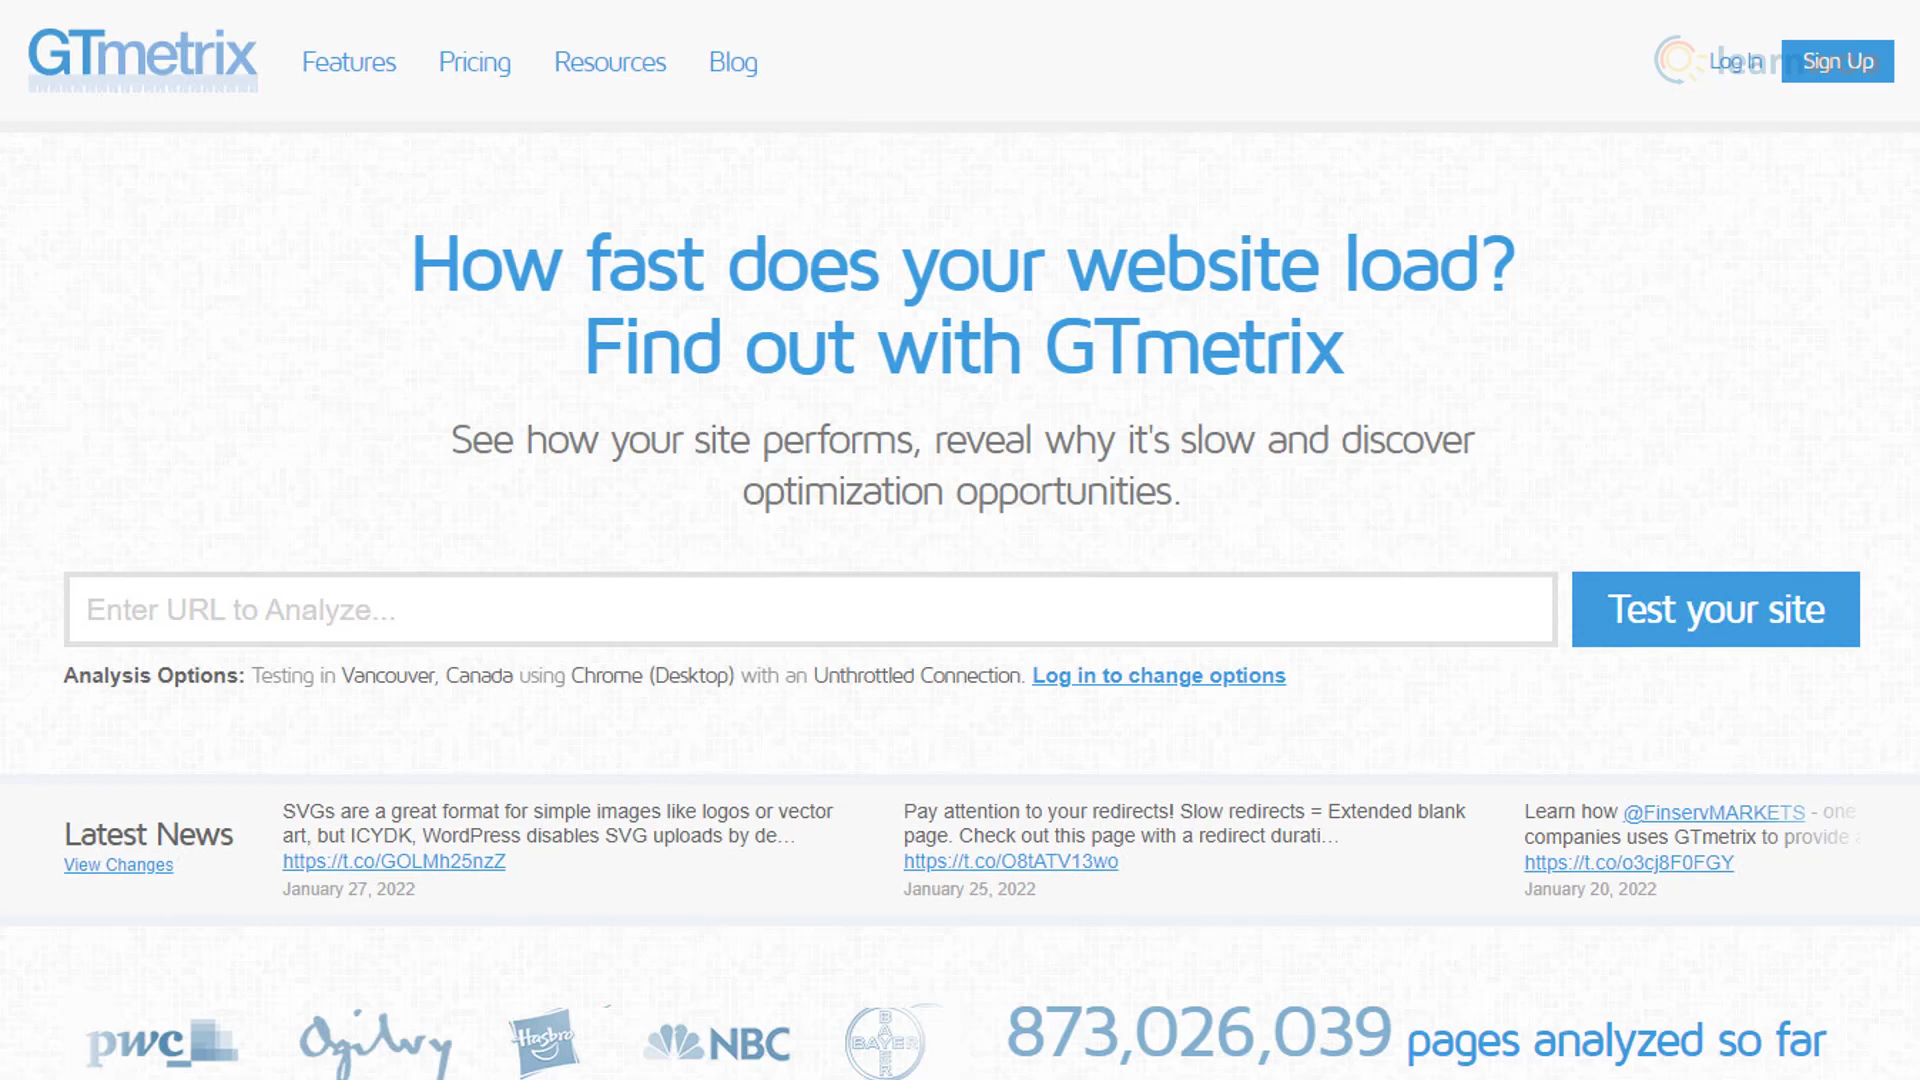 GTmetrix
Features
Pricing
Resources
Blog
Log In
Sign Up
How fast does your website load?
Find out with GTmetrix
See how your site performs, reveal why it's slow and discover
optimization opportunities.
Enter URL to Analyze...
Test your site
Analysis Options: Testing in Vancouver, Canada using Chrome (Desktop) with an Unthrottled Connection. Log in to change options
Latest News
View Changes
SVGs are a great format for simple images like logos or vector
art, but ICYDK, WordPress disables SVG uploads by de...
https://t.co/GOLMh25nzZ
January 27, 2022
Pay attention to your redirects! Slow redirects = Extended blank
page. Check out this page with a redirect durati...
https://t.co/O8tATV13wo
January 25, 2022
Learn how @FinservMARKETS - one
companies uses GTmetrix to provide
https://t.co/o3cj8F0FGY
January 20, 2022
pwc
Ogilvy
Hasbro
NBC
BAYER
BAYER
873,026,039 pages analyzed so far